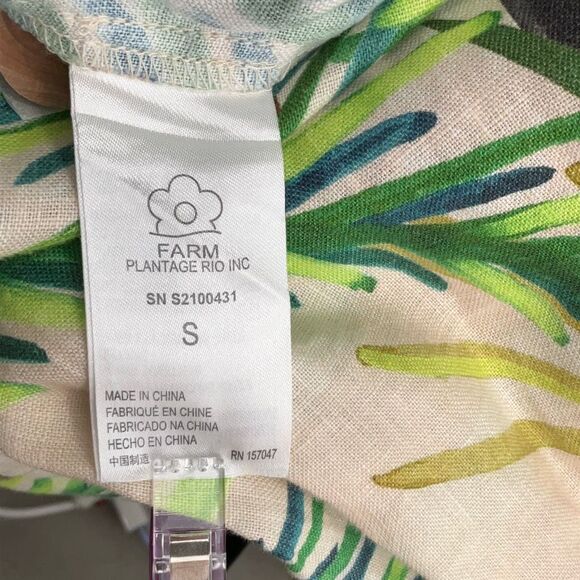 FARM
PLANTAGE RIO INC
SN S2100431
S
MADE IN CHINA
FABRIQUÉ EN CHINE
FABRICADO NA CHINA
HECHO EN CHINA
中国制造 RN 157047